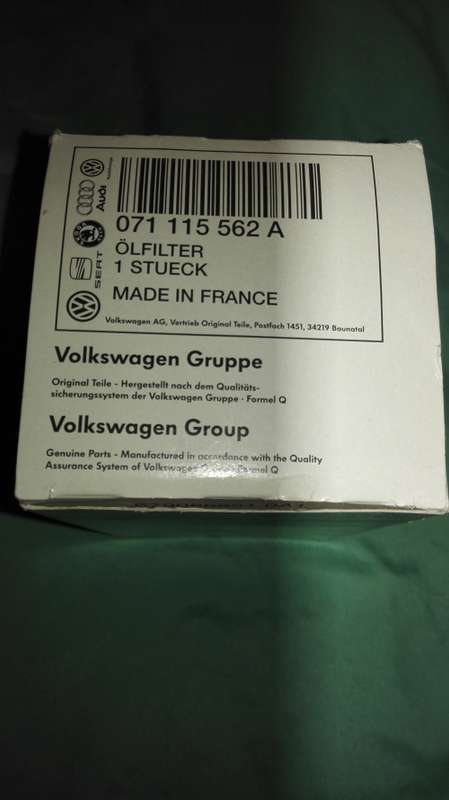 Audi
SEAT
071 115 562 A
ÖLFILTER
1 STUECK
MADE IN FRANCE
Volkswagen AG, Vertrieb Original Teile, Postfach 1451, 34219 Baunatal
Volkswagen Gruppe
Original Teile - Hergestellt nach dem Qualitäts-
sicherungssystem der Volkswagen Gruppe · Formel Q
Volkswagen Group
Genuine Parts - Manufactured in accordance with the Quality
Assurance System of Volkswagen Formel Q